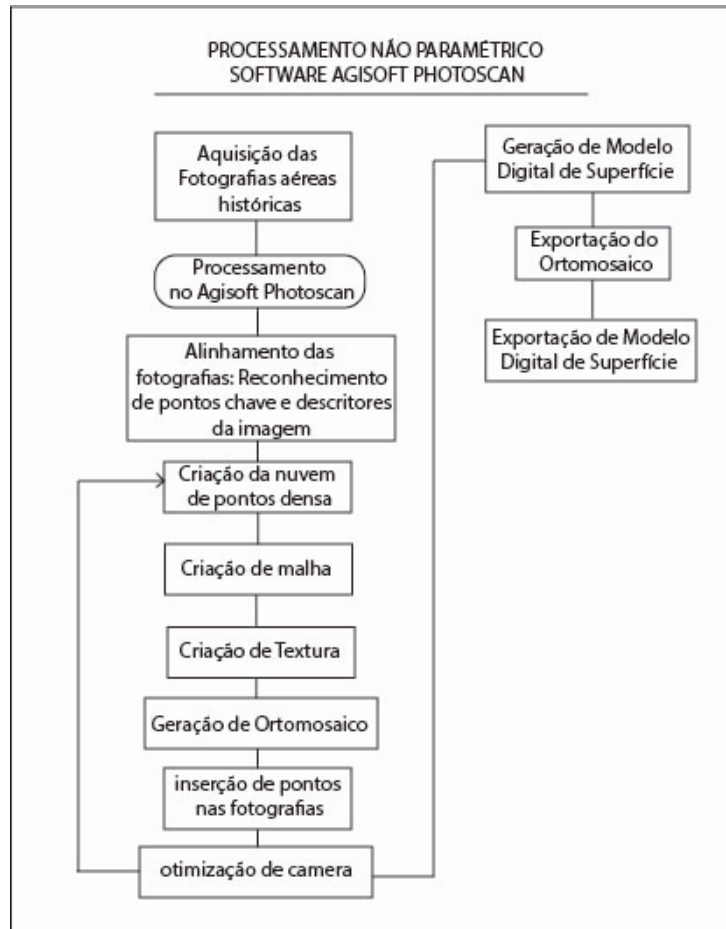 PROCESSAMENTO NÃO PARAMÉTRICO
SOFTWARE AGISOFT PHOTOSCAN
Aquisição das
Fotografias aéreas
históricas
Processamento
no Agisoft Photoscan
Alinhamento das
fotografias: Reconhecimento
de pontos chave e descritores
da imagem
Criação da nuvem
de pontos densa
Criação de malha
Criação de Textura
Geração de Ortomosaico
inserção de pontos
nas fotografias
otimização de camera
Geração de Modelo
Digital de Superfície
Exportação do
Ortomosaico
Exportação de Modelo
Digital de Superfície